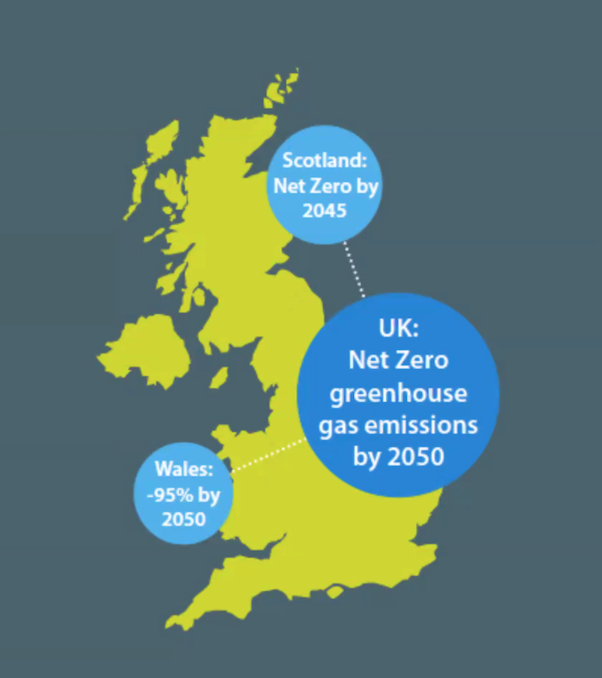 Scotland:
Net Zero by
2045
UK:
Net Zero
greenhouse
gas emissions
by 2050
Wales:
-95% by
2050